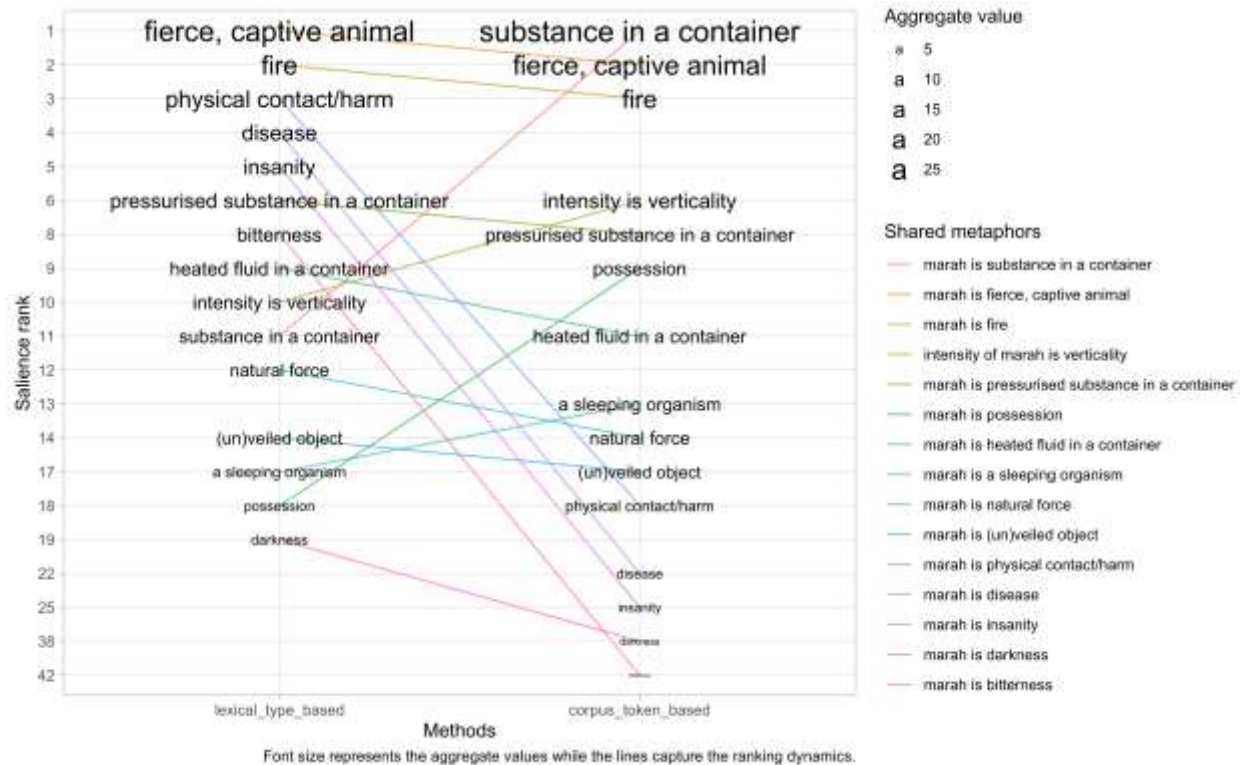 Salience rank
1
2
3
4
5
6
8
9
10
11
12
13
14
17
18
19
22
25
38
42
fierce, captive animal
fire
physical contact/harm
disease
insanity
pressurised substance in a container
bitterness
heated fluid in a container
intensity is verticality
substance in a container
natural force
(un)veiled object
a sleeping organism
possession
darkness
substance in a container
fierce, captive animal
fire
intensity is verticality
pressurised substance in a container
possession
heated fluid in a container
a sleeping organism
natural force
(un)veiled object
physical contact/harm
disease
insanity
darkness
lexical_type_based
corpus_token_based
Methods
Font size represents the aggregate values while the lines capture the ranking dynamics.
Aggregate value
a 5
a 10
a 15
a 20
a 25
Shared metaphors
marah is substance in a container
marah is fierce, captive animal
marah is fire
intensity of marah is verticality
marah is pressurised substance in a container
marah is possession
marah is heated fluid in a container
marah is a sleeping organism
marah is natural force
marah is (un)veiled object
marah is physical contact/harm
marah is disease
marah is insanity
marah is darkness
marah is bitterness